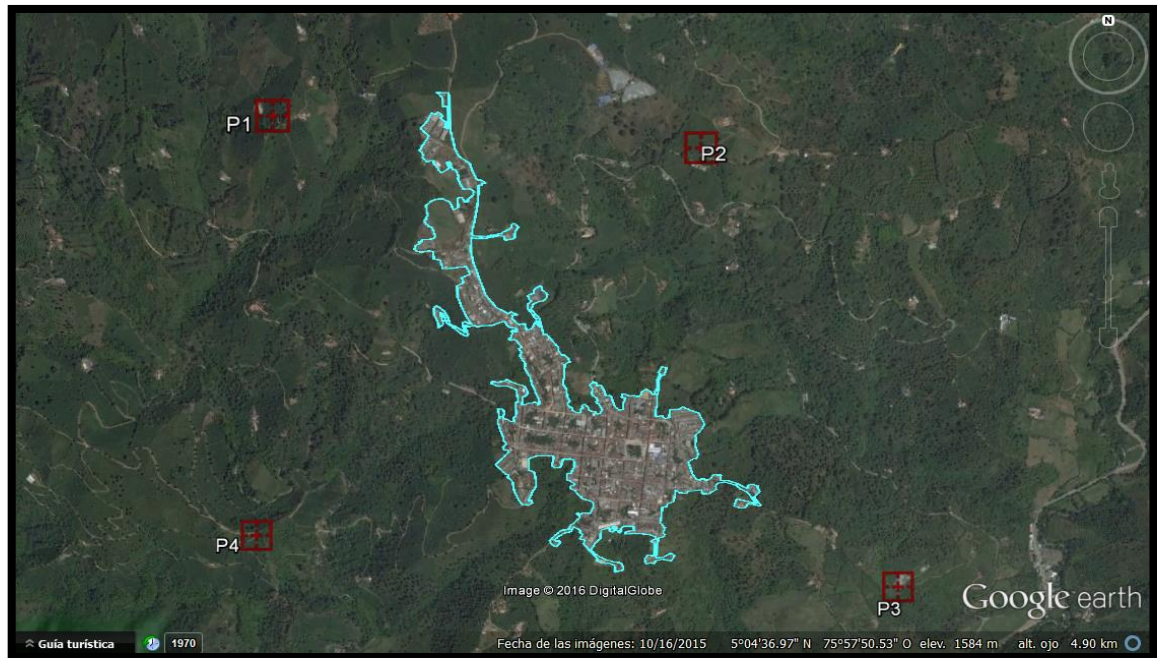 N
P1
P2
P4
P3
Image © 2016 DigitalGlobe
Google earth
Guía turística
1970
Fecha de las imágenes: 10/16/2015 5°04'36.97" N 75°57'50.53" O elev. 1584 m alt. ojo 4.90 km